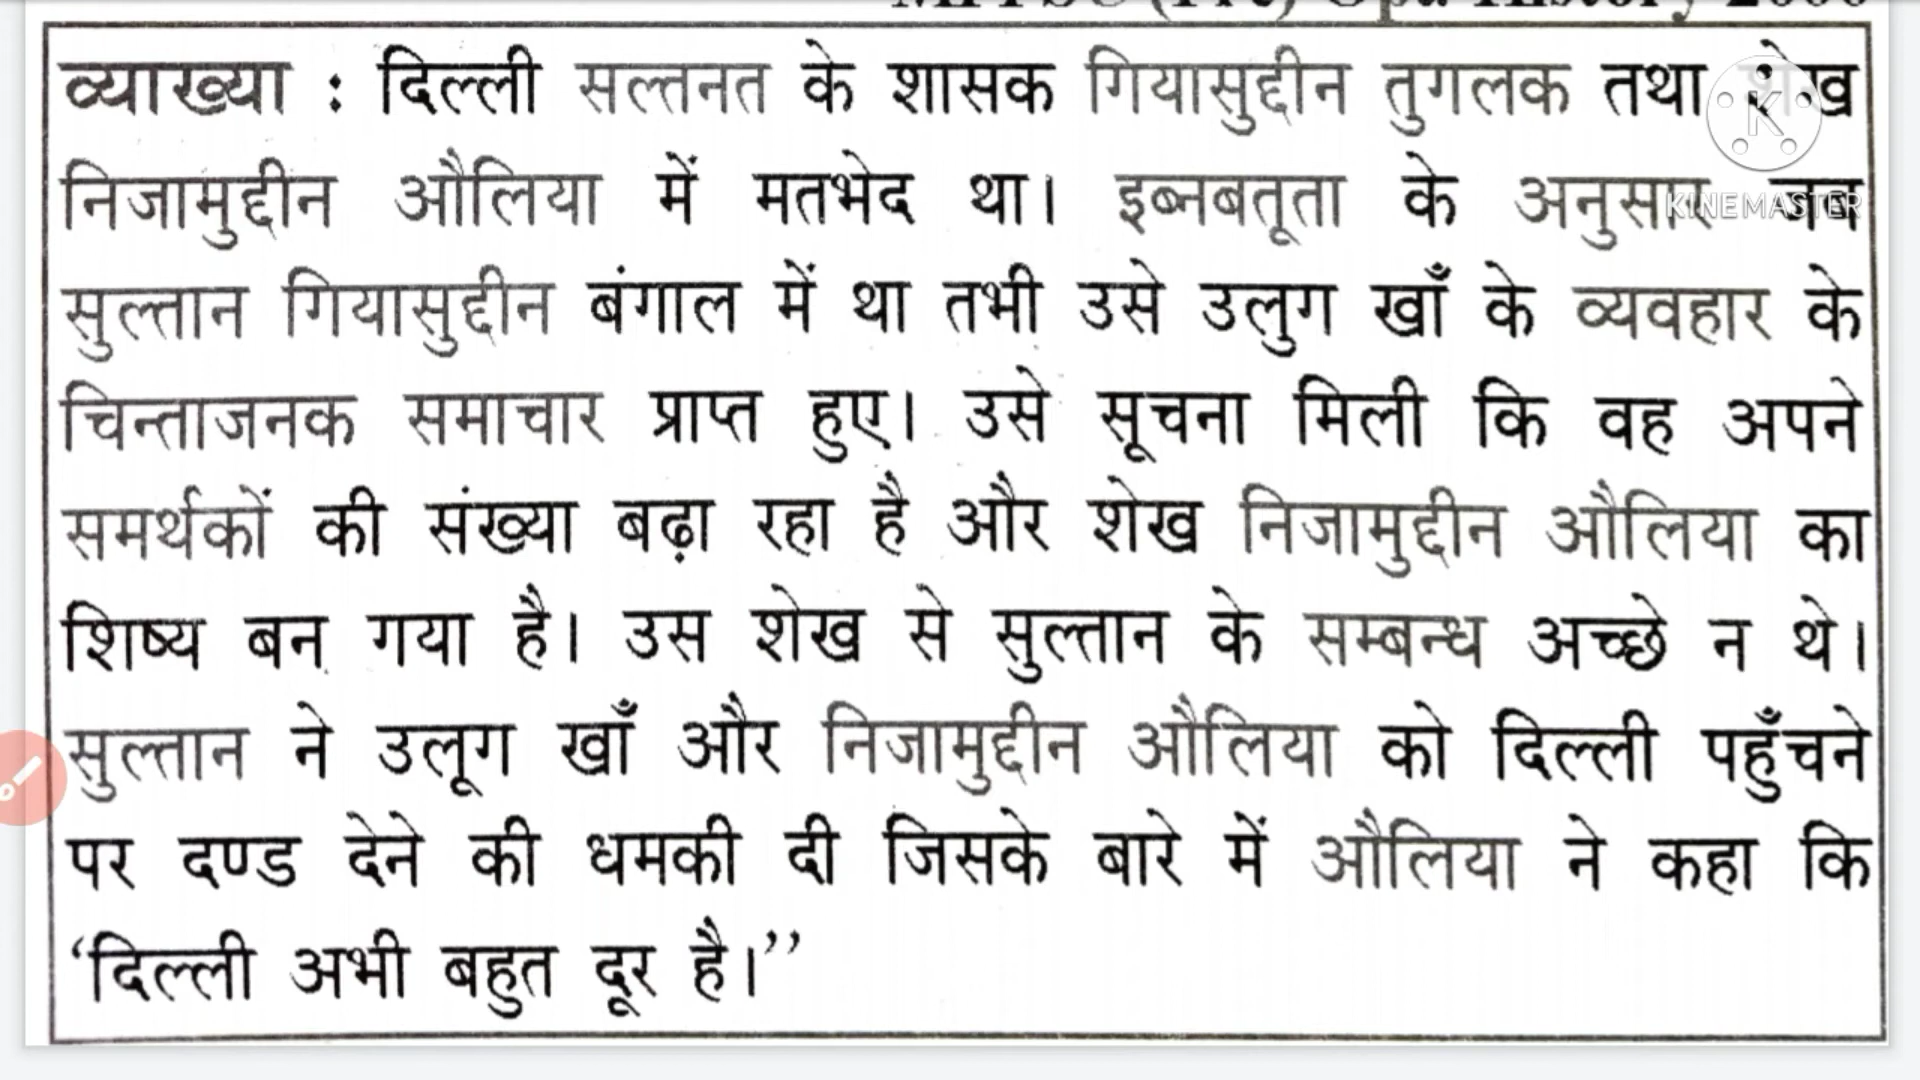 व्याख्या : दिल्ली सल्तनत के शासक गियासुद्दीन तुगलक तथा शेख
निजामुद्दीन औलिया में मतभेद था। इब्नबतूता के अनुसार जब
KINEMASTER
सुल्तान गियासुद्दीन बंगाल में था तभी उसे उलुग खाँ के व्यवहार के
चिन्ताजनक समाचार प्राप्त हुए। उसे सूचना मिली कि वह अपने
समर्थकों की संख्या बढ़ा रहा है और शेख निजामुद्दीन औलिया का
शिष्य बन गया है। उस शेख से सुल्तान के सम्बन्ध अच्छे न थे।
सुल्तान ने उलूग खाँ और निजामुद्दीन औलिया को दिल्ली पहुँचने
पर दण्ड देने की धमकी दी जिसके बारे में औलिया ने कहा कि
‘दिल्ली अभी बहुत दूर है।’’